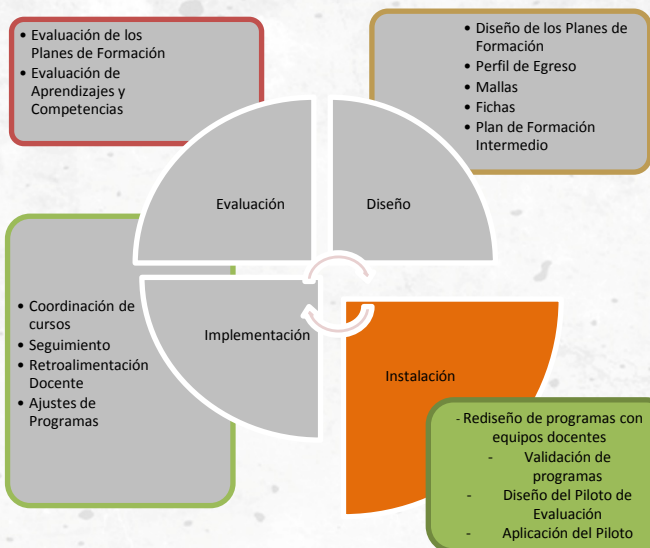 • Evaluación de los
Planes de Formación
• Evaluación de
Aprendizajes y
Competencias
• Diseño de los Planes de
Formación
• Perfil de Egreso
• Mallas
• Fichas
• Plan de Formación
Intermedio
Evaluación
Diseño
• Coordinación de
cursos
• Seguimiento
• Retroalimentación
Docente
• Ajustes de
Programas
Implementación
Instalación
- Rediseño de programas con
equipos docentes
- Validación de
programas
- Diseño del Piloto de
Evaluación
- Aplicación del Piloto